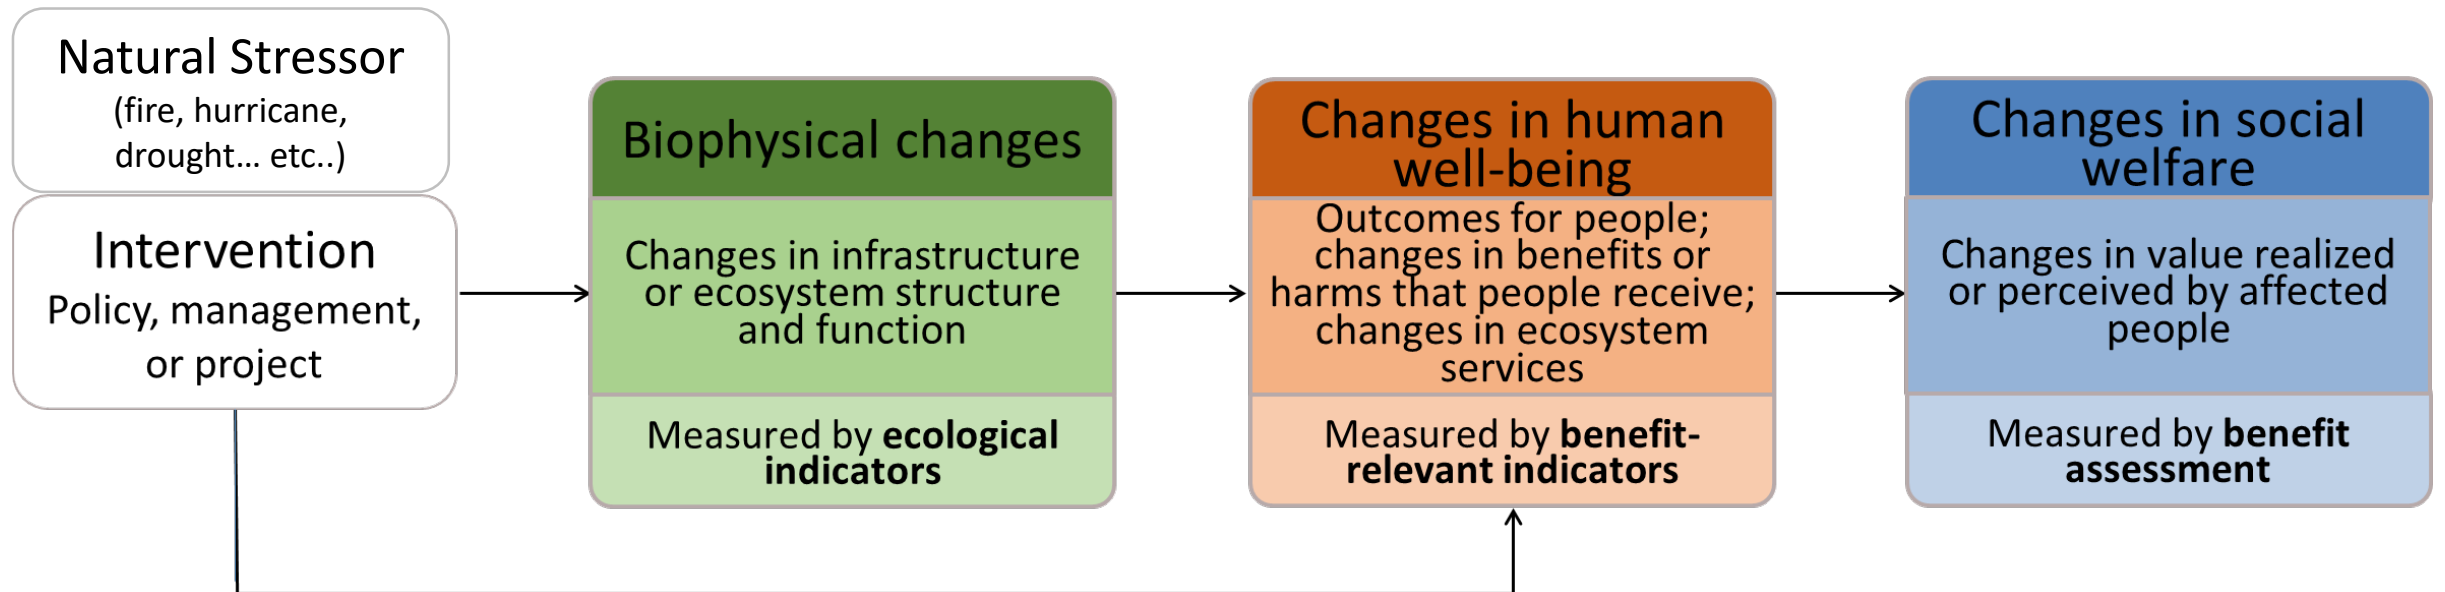 Natural Stressor
(fire, hurricane,
drought... etc..)
Intervention
Policy, management,
or project
Biophysical changes
Changes in infrastructure
or ecosystem structure
and function
Measured by ecological
indicators
Changes in human
well-being
Outcomes for people;
changes in benefits or
harms that people receive;
changes in ecosystem
services
Measured by benefit-
relevant indicators
Changes in social
welfare
Changes in value realized
or perceived by affected
people
Measured by benefit
assessment